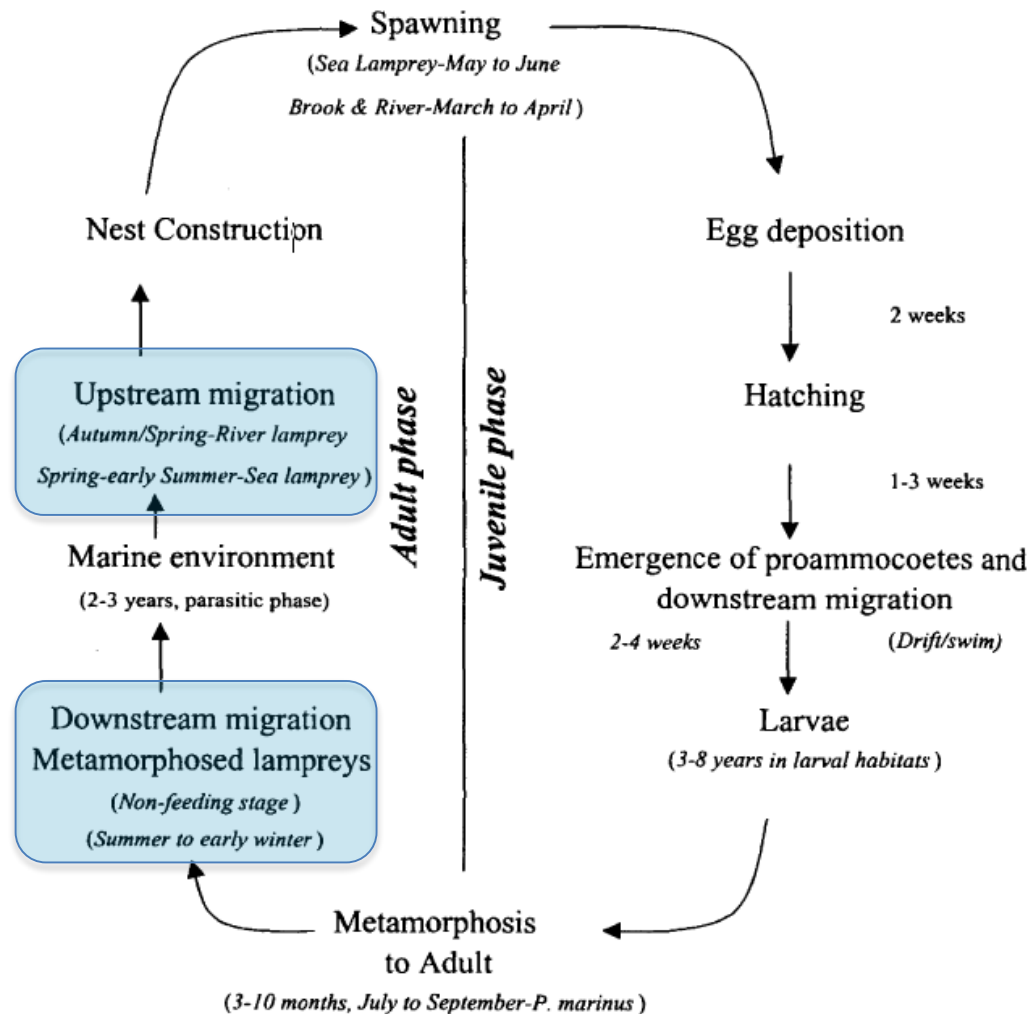 Spawning
(Sea Lamprey-May to June
Brook & River-March to April)
Egg deposition
2 weeks
Hatching
1-3 weeks
Emergence of proammocoetes and
downstream migration
2-4 weeks
(Drift/swim)
Larvae
(3-8 years in larval habitats)
Metamorphosis
to Adult
(3-10 months, July to September-P. marinus)
Downstream migration
Metamorphosed lampreys
(Non-feeding stage)
(Summer to early winter)
Marine environment
(2-3 years, parasitic phase)
Upstream migration
(Autumn/Spring-River lamprey
Spring-early Summer-Sea lamprey)
Nest Construction
Adult phase
Juvenile phase